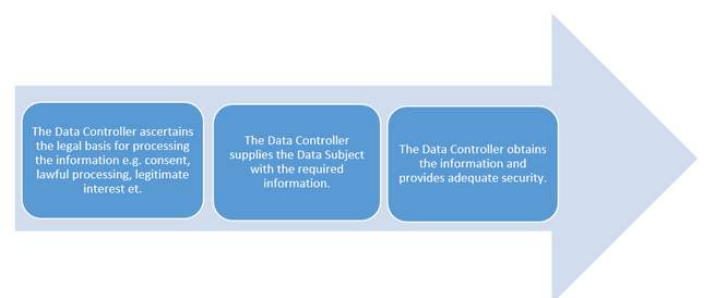 The Data Controller ascertains
the legal basis for processing
the information e.g. consent,
lawful processing, legitimate
interest et.
The Data Controller
supplies the Data Subject
with the required
information.
The Data Controller obtains
the information and
provides adequate security.